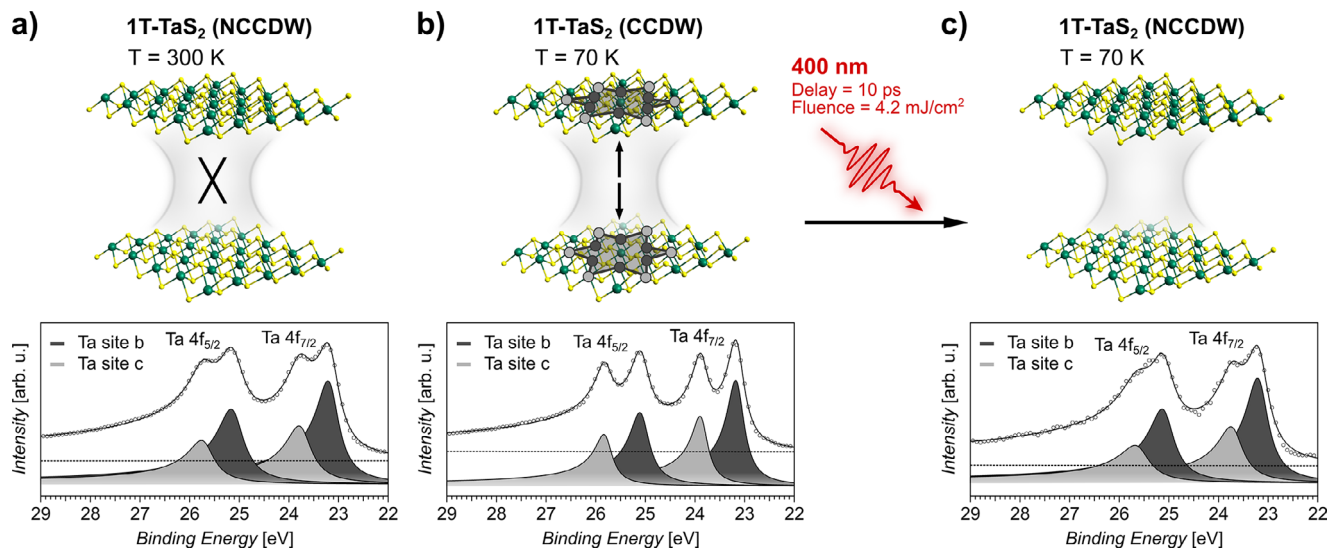 a)
1T-TaS2 (NCCDW)
T = 300 K
X
Ta site b
Ta site c
Ta 4f5/2
Ta 4f7/2
Intensity [arb. u.]
29 28 27 26 25 24 23 22
Binding Energy [eV]
b)
1T-TaS2 (CCDW)
T = 70 K
Ta site b
Ta site c
Ta 4f5/2
Ta 4f7/2
Intensity [arb. u.]
29 28 27 26 25 24 23 22
Binding Energy [eV]
400 nm
Delay = 10 ps
Fluence = 4.2 mJ/cm2
c)
1T-TaS2 (NCCDW)
T = 70 K
Ta site b
Ta site c
Ta 4f5/2
Ta 4f7/2
Intensity [arb. u.]
29 28 27 26 25 24 23 22
Binding Energy [eV]